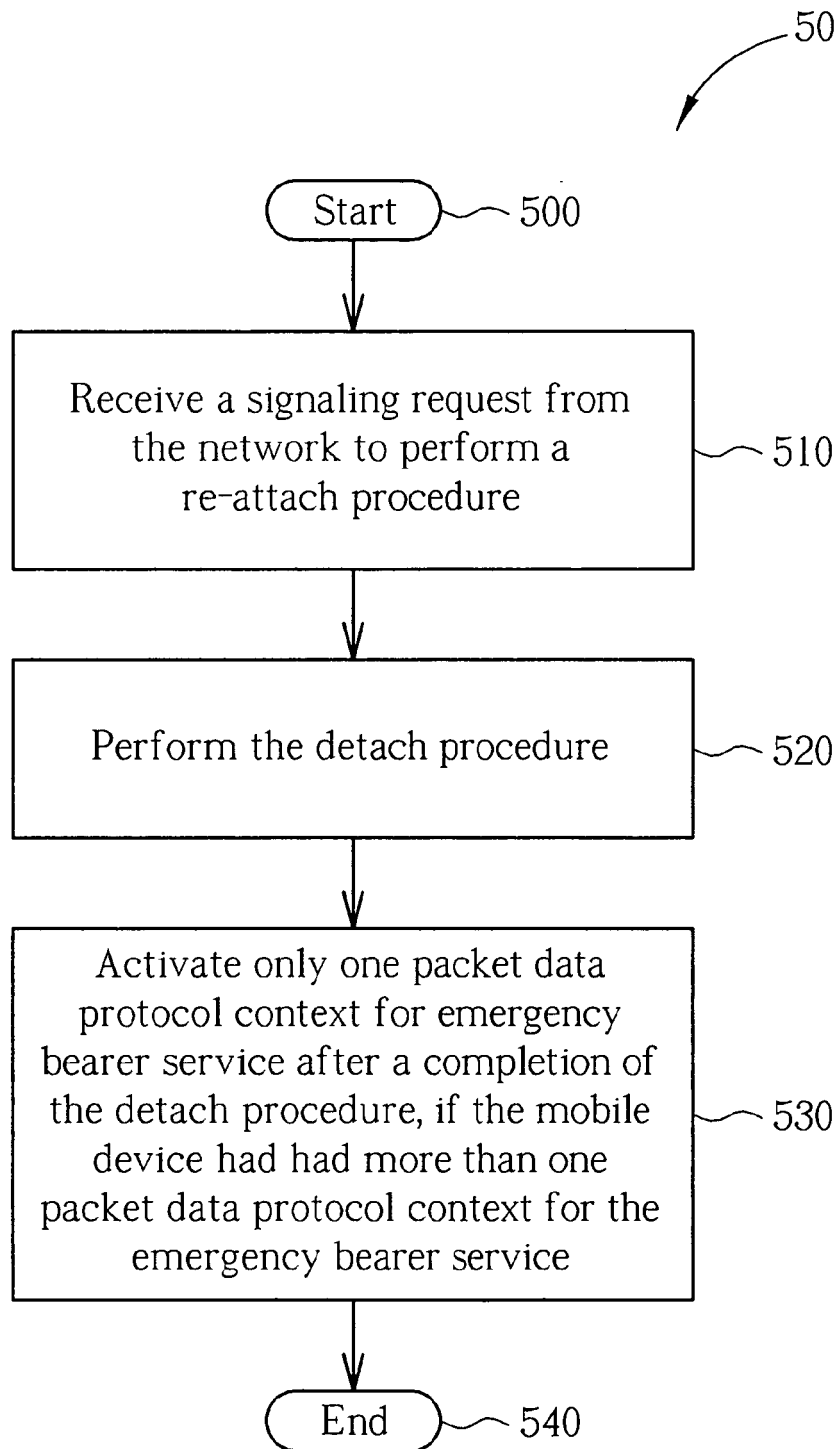 50
Start
500
Receive a signaling request from
the network to perform a
re-attach procedure
510
Perform the detach procedure
520
Activate only one packet data
protocol context for emergency
bearer service after a completion of
the detach procedure, if the mobile
device had had more than one
packet data protocol context for the
emergency bearer service
530
End
540